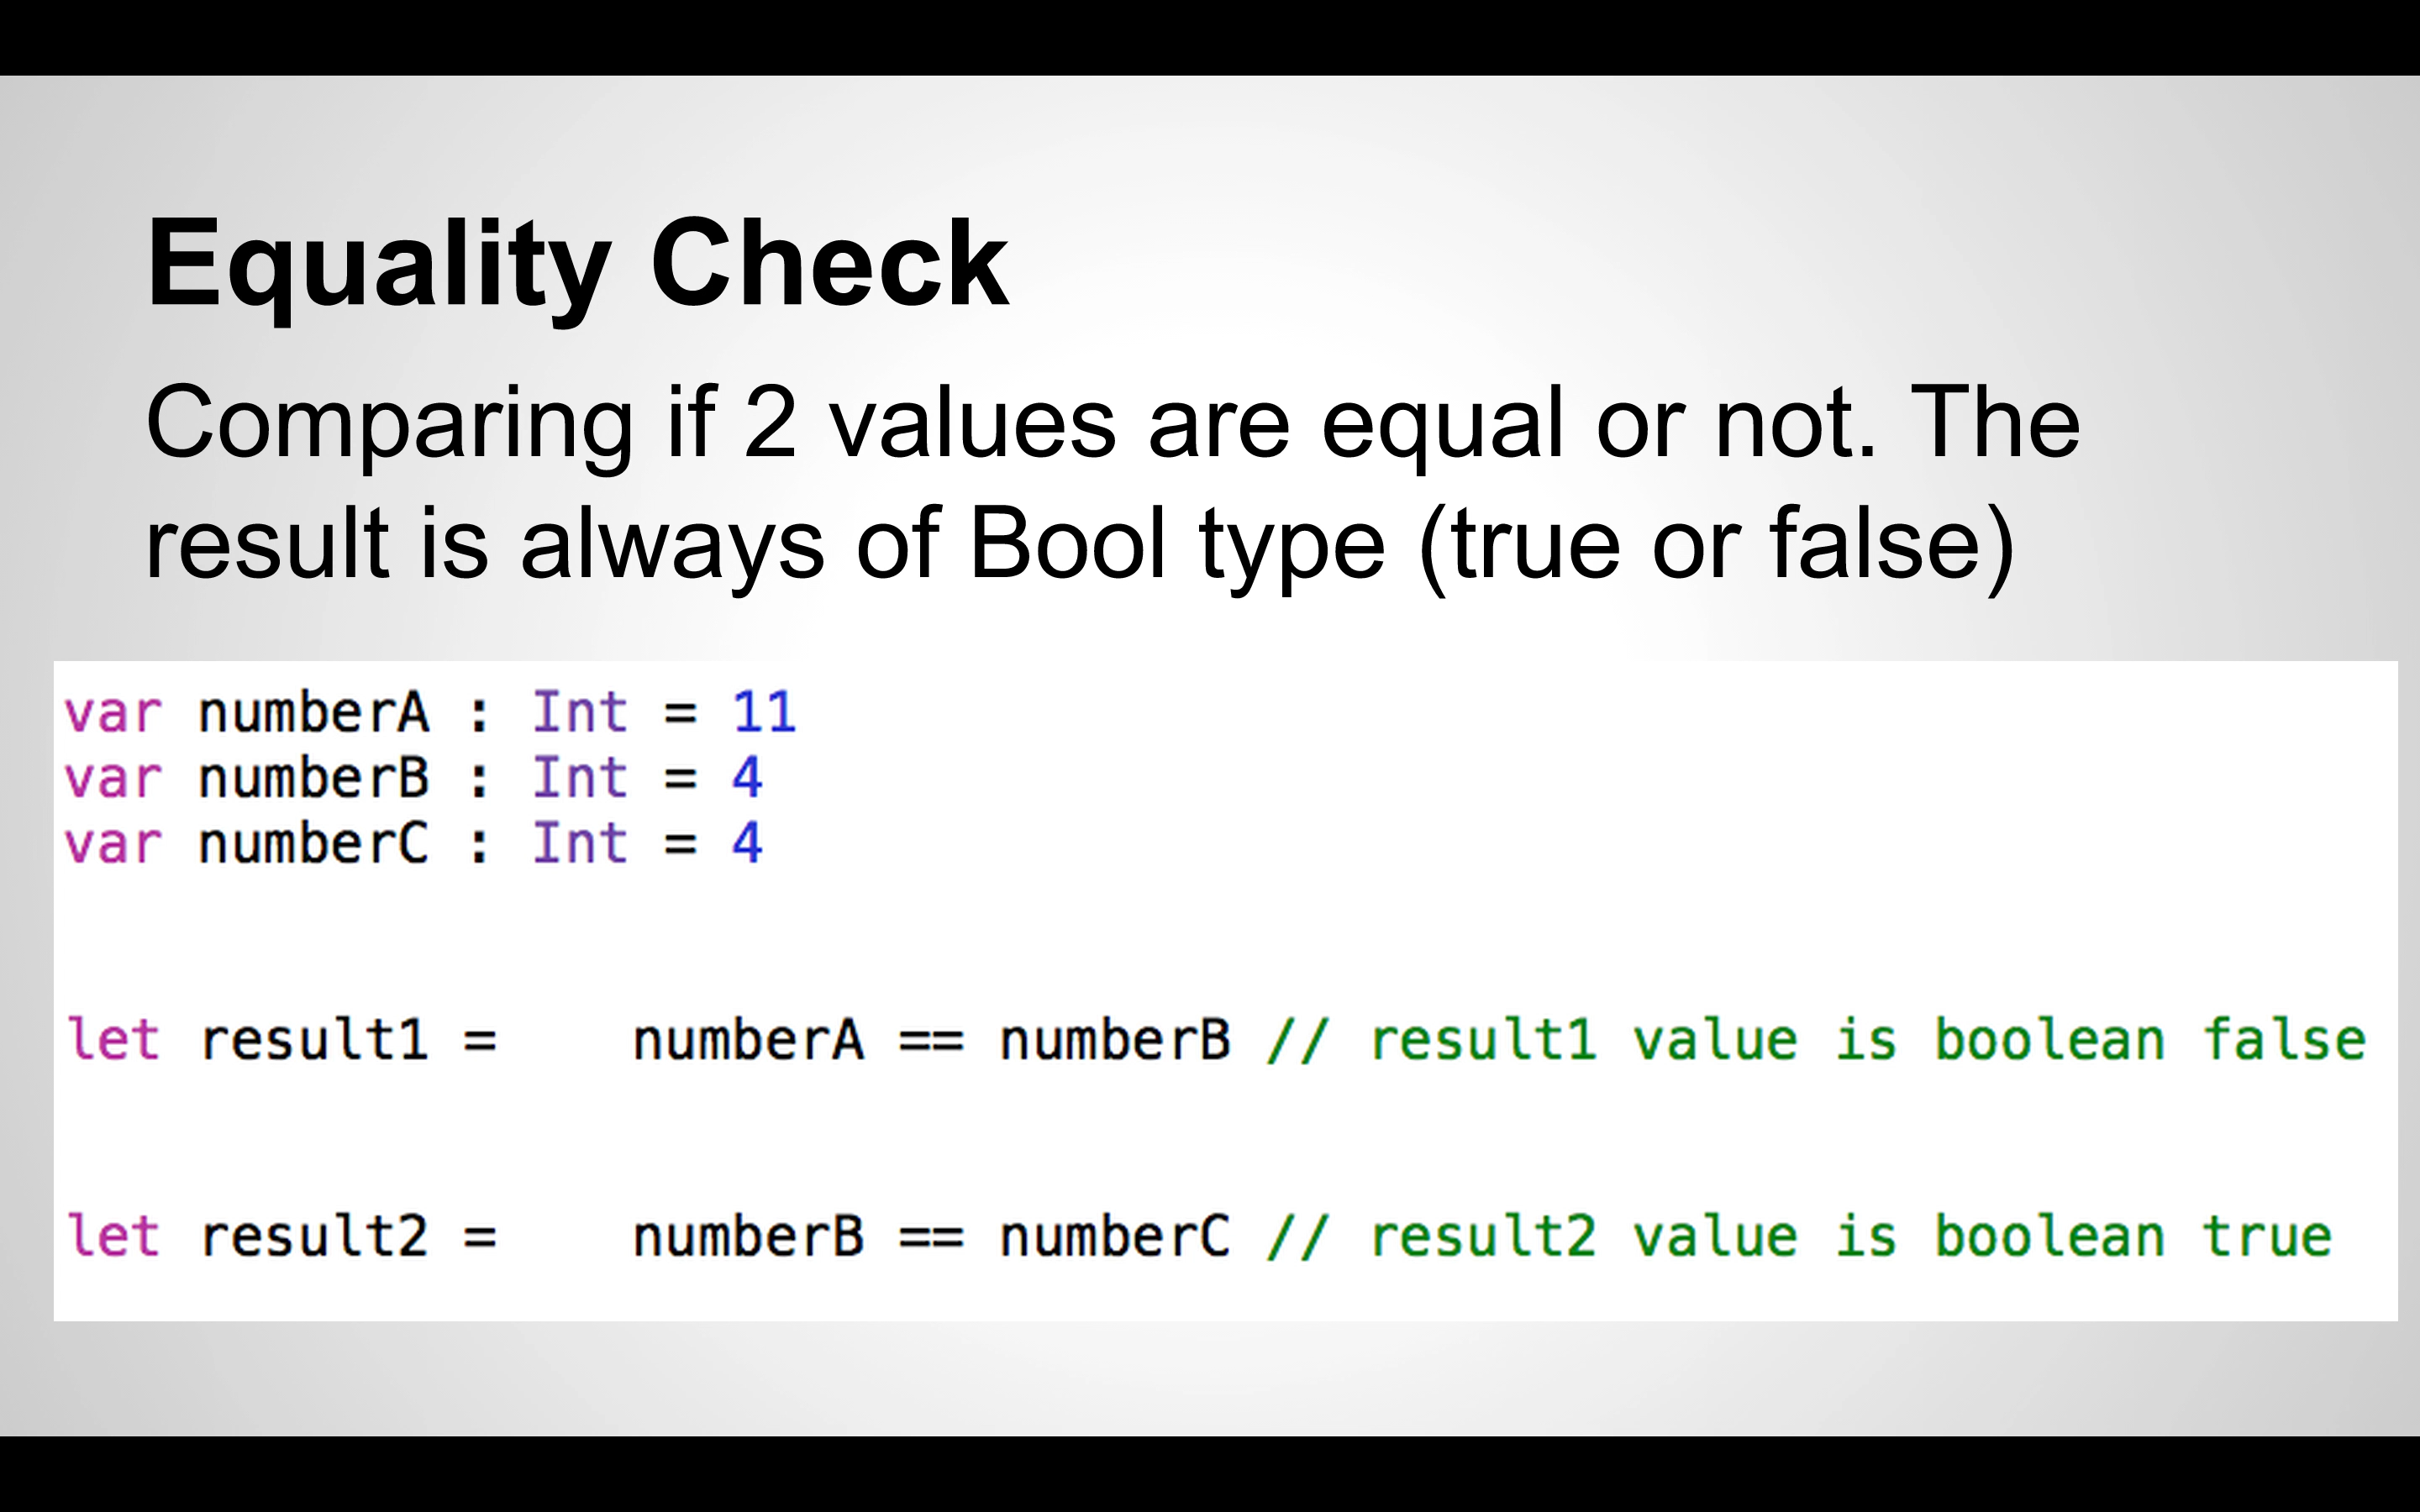 Equality Check
Comparing if 2 values are equal or not. The
result is always of Bool type (true or false)
var numberA : Int = 11
var numberB : Int = 4
var numberC : Int = 4
let result1 =    numberA == numberB // result1 value is boolean false
let result2 =    numberB == numberC // result2 value is boolean true